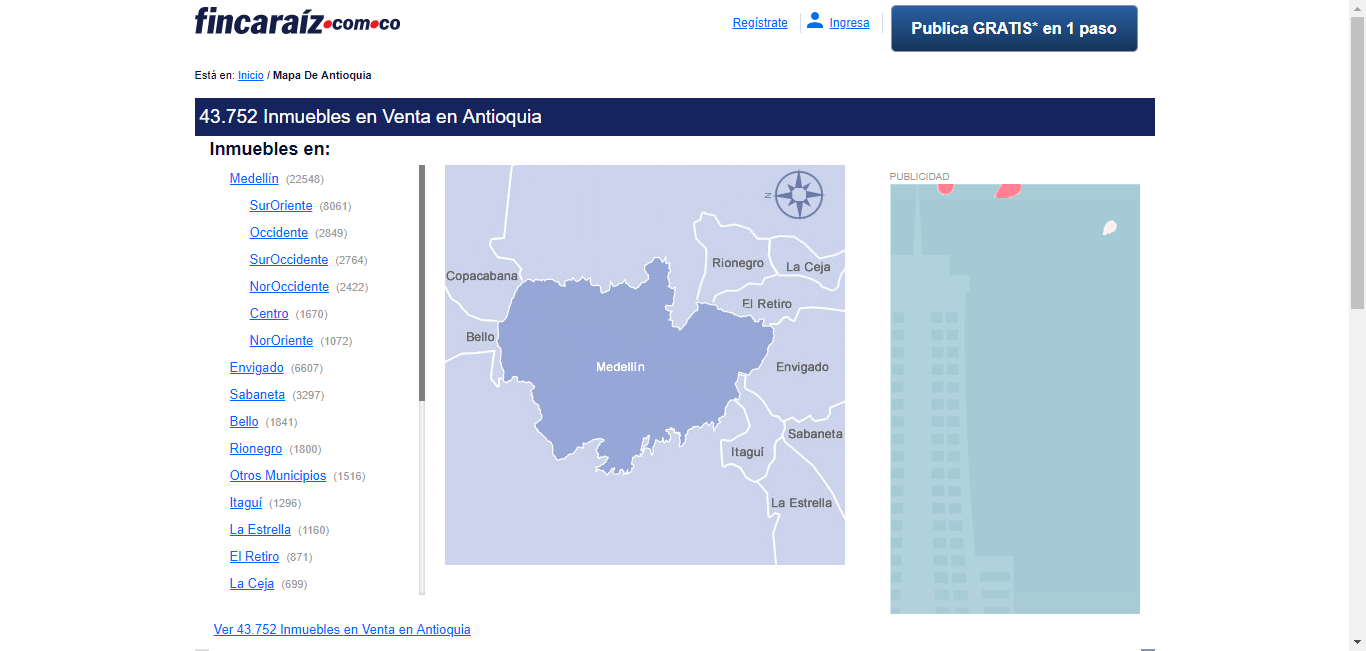 fincaraíz.com.co
Regístrate
Ingresa
Publica GRATIS* en 1 paso
Está en: Inicio / Mapa De Antioquia
43.752 Inmuebles en Venta en Antioquia
Inmuebles en:
Medellín (22548)
SurOriente (8061)
Occidente (2849)
SurOccidente (2764)
NorOccidente (2422)
Centro (1670)
NorOriente (1072)
Envigado (6607)
Sabaneta (3297)
Bello (1841)
Rionegro (1800)
Otros Municipios (1516)
Itaguí (1296)
La Estrella (1160)
El Retiro (871)
La Ceja (699)
Ver 43.752 Inmuebles en Venta en Antioquia
N
Rionegro
La Ceja
Copacabana
El Retiro
Bello
Medellín
Envigado
Sabaneta
Itaguí
La Estrella
PUBLICIDAD